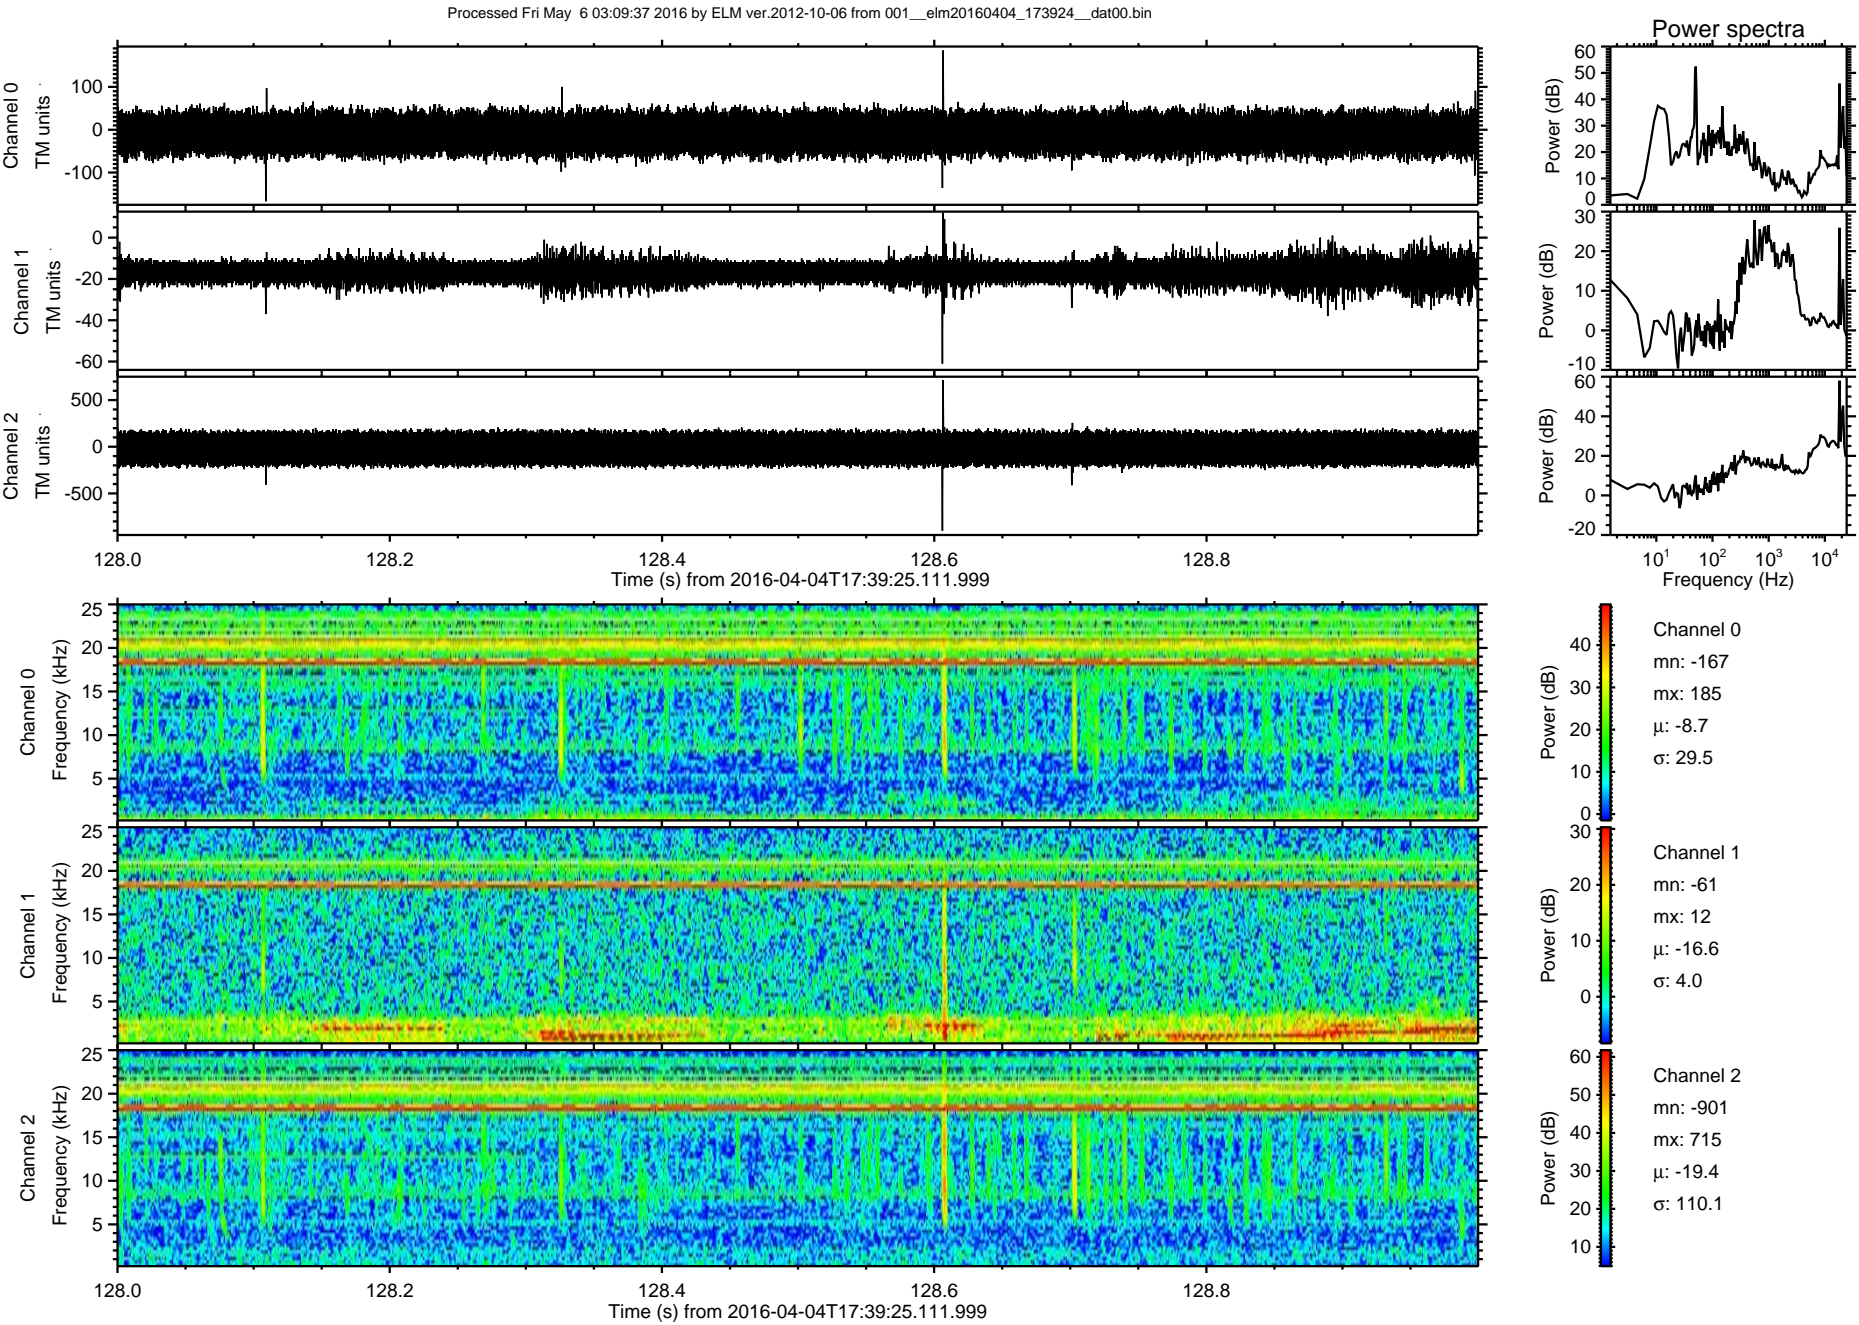 Processed Fri May  6 03:09:37 2016 by ELM ver.2012-10-06 from 001__elm20160404_173924__dat00.bin
Power spectra
Channel 0
TM units
100
0
-100
Power (dB)
60
50
40
30
20
10
0
Channel 1
TM units
0
-20
-40
-60
Power (dB)
30
20
10
0
-10
Channel 2
TM units
500
0
-500
Power (dB)
60
40
20
0
-20
128.0 128.2 128.4 128.6 128.8
Time (s) from 2016-04-04T17:39:25.111.999
10^1 10^2 10^3 10^4
Frequency (Hz)
Channel 0
Frequency (kHz)
25
20
15
10
5
Power (dB)
40
30
20
10
0
Channel 0
mn: -167
mx: 185
μ: -8.7
σ: 29.5
Channel 1
Frequency (kHz)
25
20
15
10
5
Power (dB)
30
20
10
0
Channel 1
mn: -61
mx: 12
μ: -16.6
σ: 4.0
Channel 2
Frequency (kHz)
25
20
15
10
5
Power (dB)
60
50
40
30
20
10
Channel 2
mn: -901
mx: 715
μ: -19.4
σ: 110.1
128.0 128.2 128.4 128.6 128.8
Time (s) from 2016-04-04T17:39:25.111.999